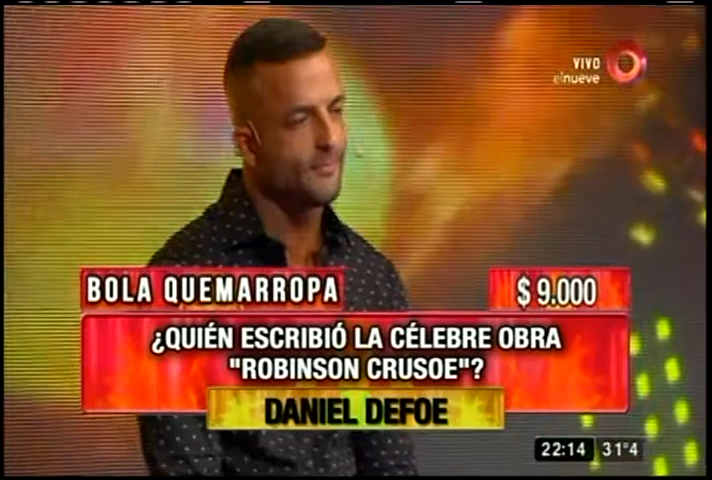 VIVO
elnueve
BOLA QUEMARROPA
$ 9.000
¿QUIÉN ESCRIBIÓ LA CÉLEBRE OBRA
"ROBINSON CRUSOE"?
DANIEL DEFOE
22:14 31°4